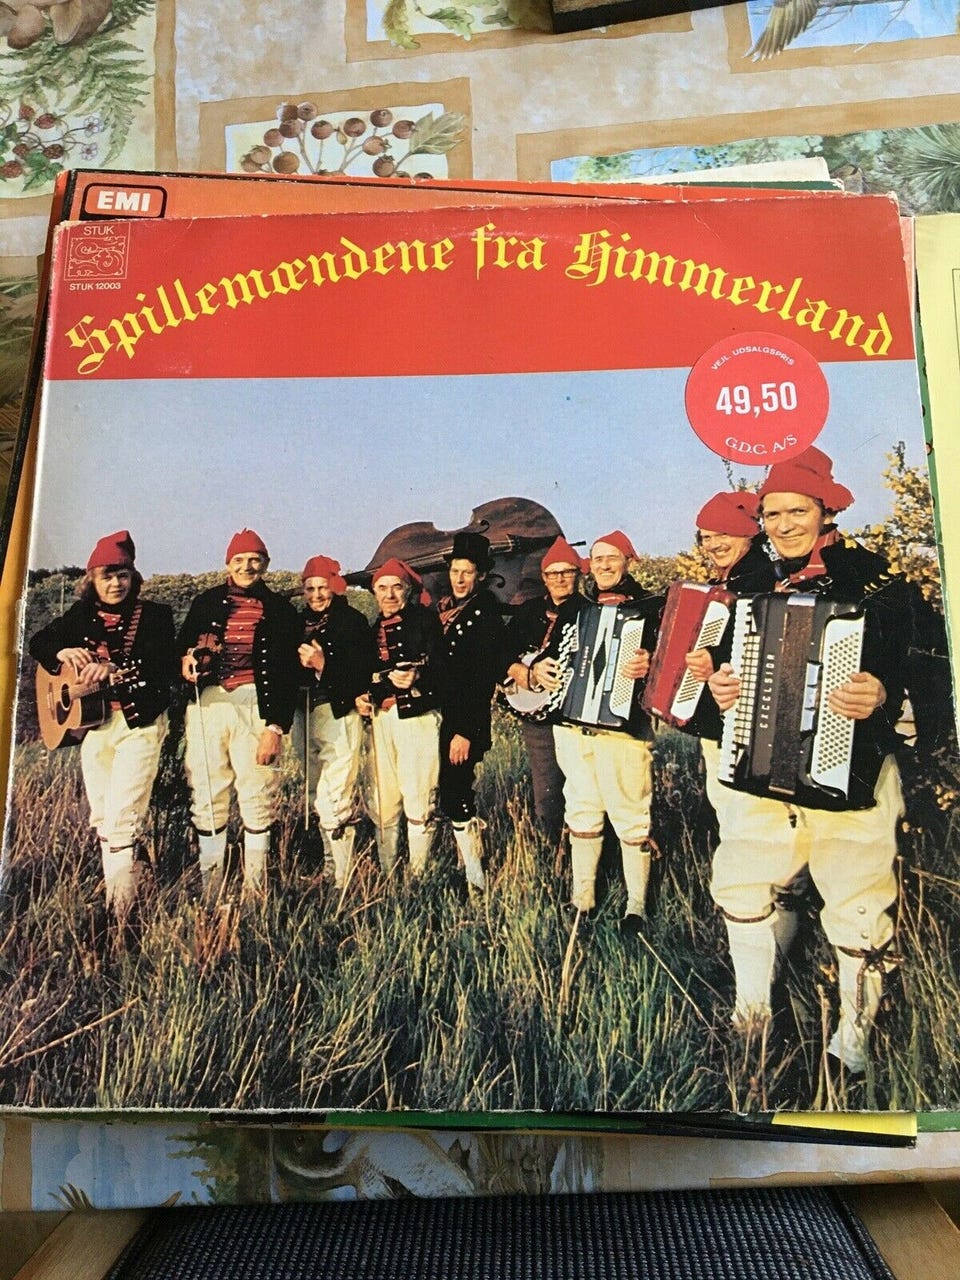 EMI
STUK
STUK 12003
Spillemændene fra Himmerland
VEJL. UDSALGSPRIS
49,50
G.D.C. A/S
EXCELSIOR